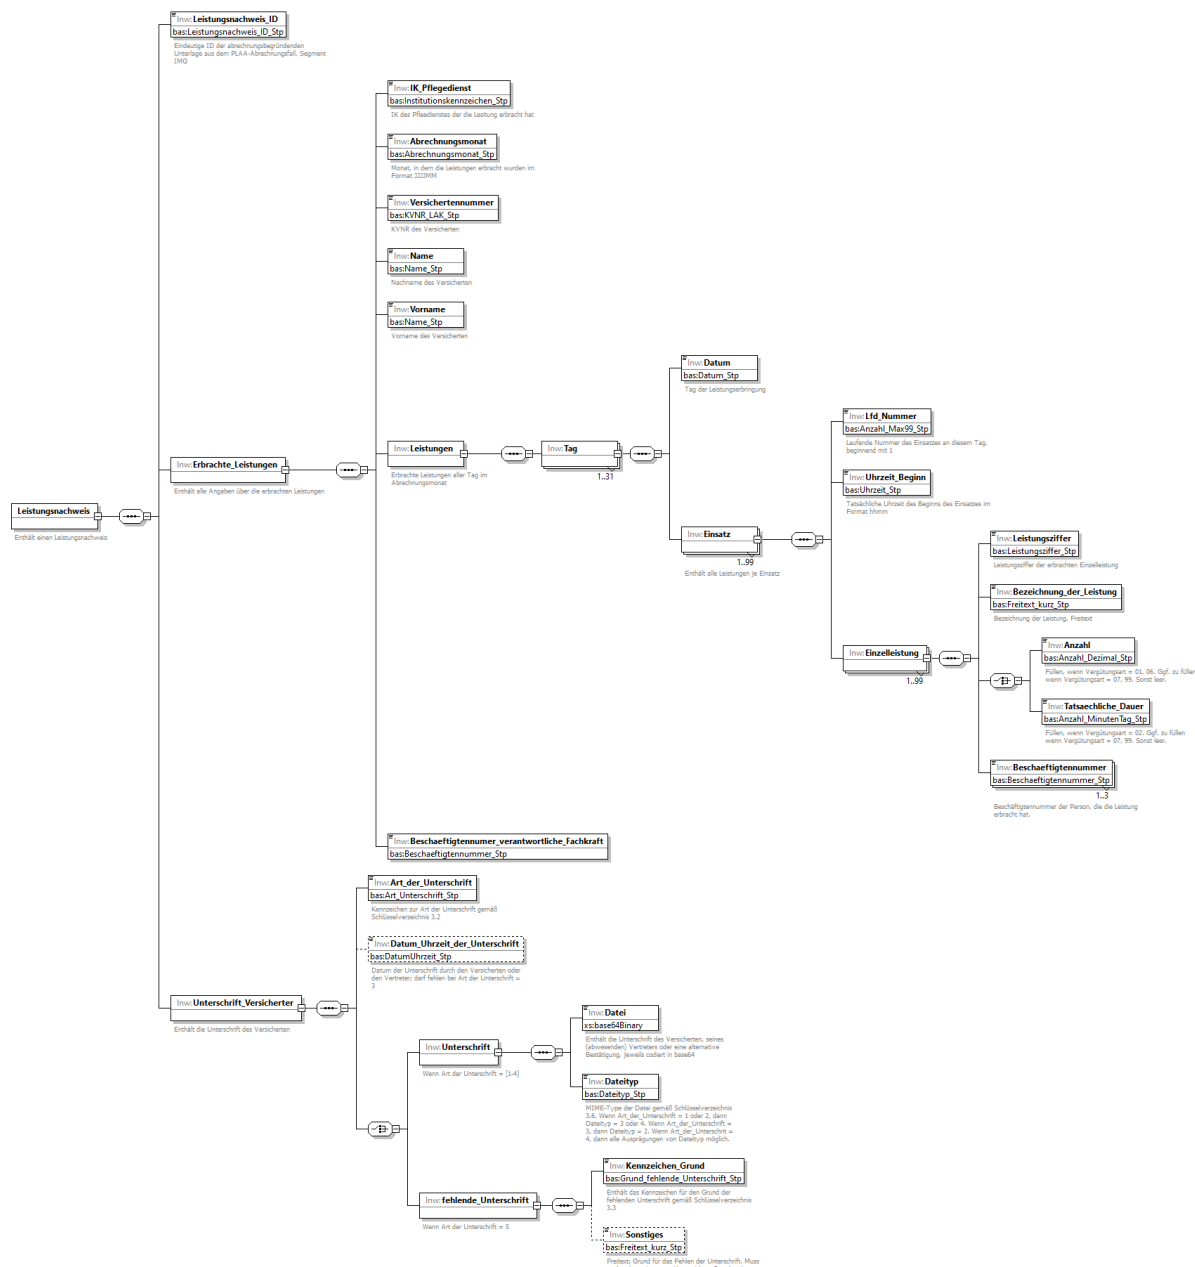 lnw:Leistungsnachweis_ID
bas:Leistungsnachweis_ID_Stp
Eindeutige ID der abrechnungsbegründenden
Unterlage aus dem PLAA-Abrechnungsfall, Segment
IMG
lnw:IK_Pflegedienst
bas:Institutionskennzeichen_Stp
IK des Pfleedienstes der die Lesitung erbracht hat
lnw:Abrechnungsmonat
bas:Abrechnungsmonat_Stp
Monat, in dem die Leistungen erbracht wurden im
Format JJJJMM
lnw:Versichertennummer
bas:KVNR_LAK_Stp
KVNR des Versicherten
lnw:Name
bas:Name_Stp
Nachname des Versicherten
lnw:Vorname
bas:Name_Stp
Vorname des Versicherten
lnw:Datum
bas:Datum_Stp
Tag der Leistungserbringung
lnw:Lfd_Nummer
bas:Anzahl_Max99_Stp
Laufende Nummer des Einsatzes an diesem Tag,
beginnend mit 1
lnw:Leistungen
Erbrachte Leistungen aller Tag im
Abrechnungsmonat
lnw:Tag
1..31
lnw:Erbrachte_Leistungen
Enthält alle Angaben über die erbrachten Leistungen
lnw:Uhrzeit_Beginn
bas:Uhrzeit_Stp
Tatsächliche Uhrzeit des Beginns des Einsatzes im
Format hhmm
Leistungsnachweis
Enthält einen Leistungsnachweis
lnw:Einsatz
1..99
Enthält alle Leistungen je Einsatz
lnw:Leistungsziffer
bas:Leistungsziffer_Stp
Leistungsziffer der erbrachten Einzelleistung
lnw:Bezeichnung_der_Leistung
bas:Freitext_kurz_Stp
Bezeichnung der Leistung, Freitext
lnw:Einzelleistung
1..99
lnw:Anzahl
bas:Anzahl_Dezimal_Stp
Füllen, wenn Vergütungsart = 01, 06. Ggf. zu füller
wenn Vergütungsart = 07, 99. Sonst leer.
lnw:Tatsaechliche_Dauer
bas:Anzahl_MinutenTag_Stp
Füllen, wenn Vergütungsart = 02. Ggf. zu füllen
wenn Vergütungsart = 07, 99. Sonst leer.
lnw:Beschaeftigtennummer
bas:Beschaeftigtennummer_Stp
1..3
Beschäftigtennummer der Person, die die Leistung
erbracht hat.
lnw:Beschaeftigtennumer_verantwortliche_Fachkraft
bas:Beschaeftigtennummer_Stp
lnw:Art_der_Unterschrift
bas:Art_Unterschrift_Stp
Kennzeichen zur Art der Unterschrift gemäß
Schlüsselverzeichnis 3.2
lnw:Datum_Uhrzeit_der_Unterschrift
bas:DatumUhrzeit_Stp
Datum der Unterschrift durch den Versicherten oder
den Vertreter; darf fehlen bei Art der Unterschrift =
3
lnw:Unterschrift_Versicherter
Enthält die Unterschrift des Versicherten
lnw:Unterschrift
Wenn Art der Unterschrift = [1-4]
lnw:Datei
xs:base64Binary
Enthält die Unterschrift des Versicherten, seines
(abwesenden) Vertreters oder eine alternative
Bestätigung, jeweils codiert in base64
lnw:Dateityp
bas:Dateityp_Stp
MIME-Type der Datei gemäß Schlüsselverzeichnis
3.6. Wenn Art_der_Unterschrift = 1 oder 2, dann
Dateityp = 3 oder 4. Wenn Art_der_Unterschrift =
3, dann Dateityp = 2. Wenn Art_der_Unterschrit =
4, dann alle Ausprägungen von Dateityp möglich.
lnw:fehlende_Unterschrift
Wenn Art der Unterschrift = 5
lnw:Kennzeichen_Grund
bas:Grund_fehlende_Unterschrift_Stp
Enthält das Kennzeichen für den Grund der
fehlenden Unterschrift gemäß Schlüsselverzeichnis
3.3
lnw:Sonstiges
bas:Freitext_kurz_Stp
Freitext; Grund für das Fehlen der Unterschrift. Muss